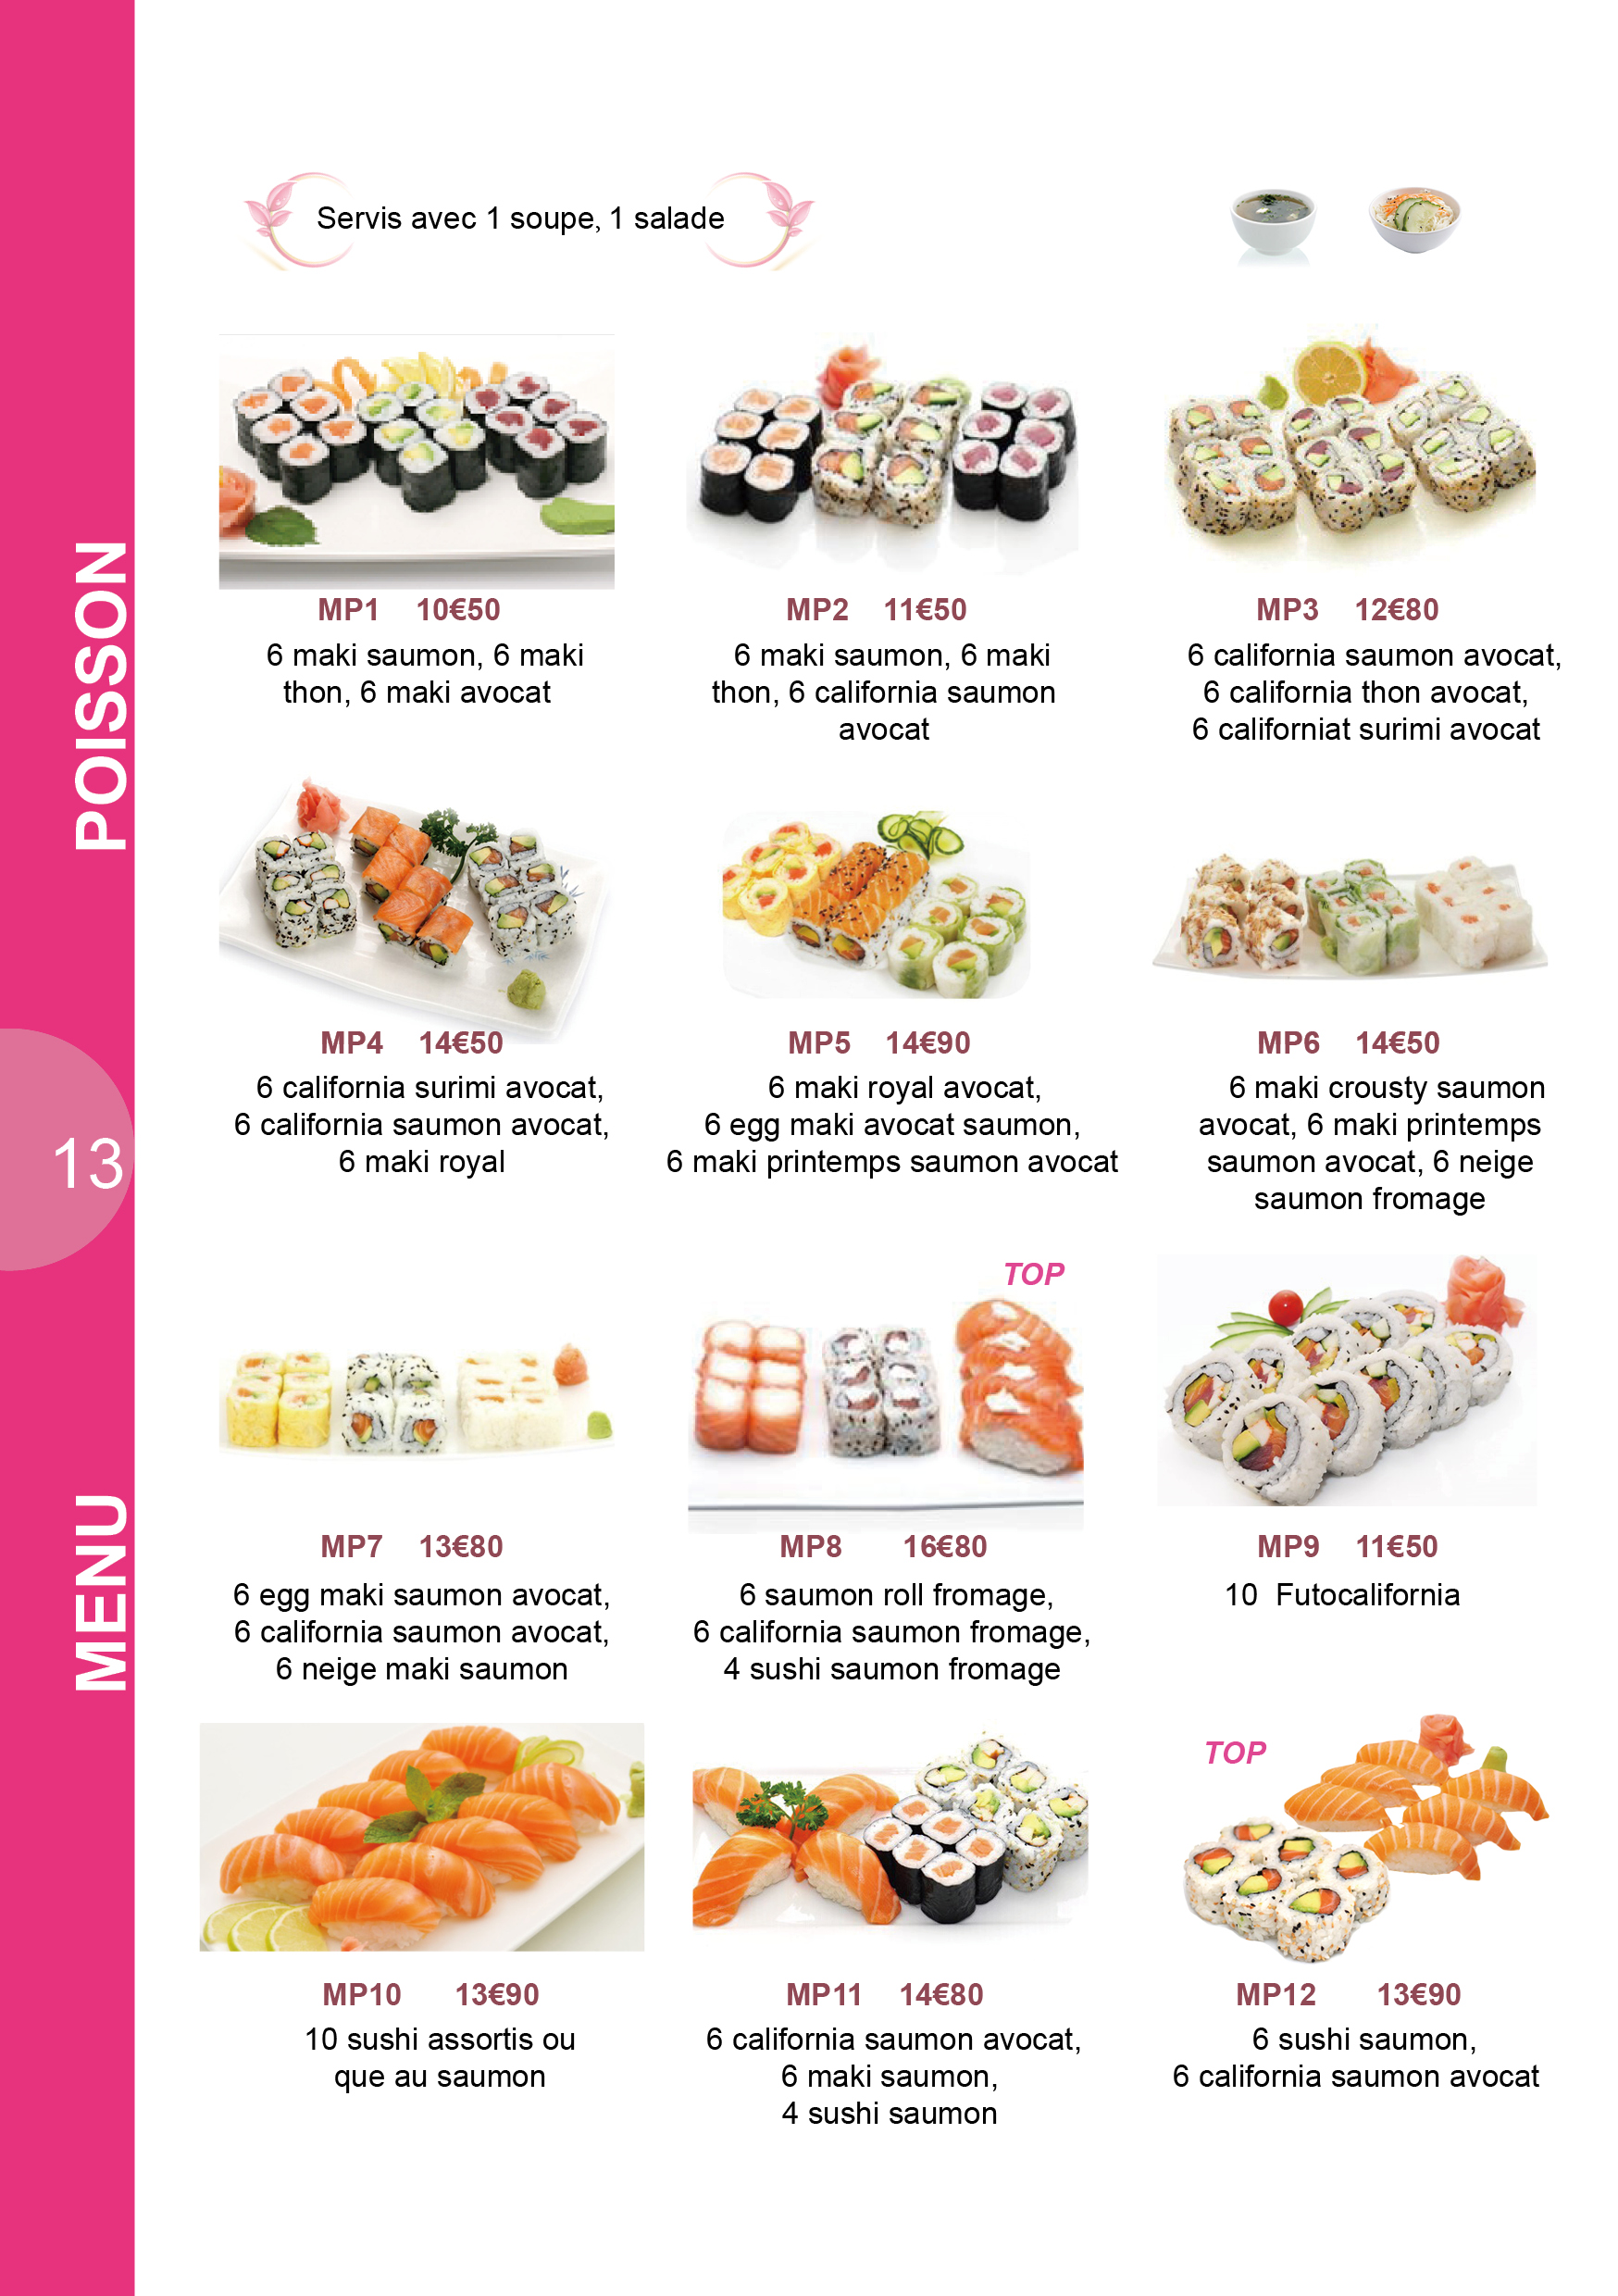 Servis avec 1 soupe, 1 salade
POISSON
MP1 10€50
6 maki saumon, 6 maki
thon, 6 maki avocat
MP2 11€50
6 maki saumon, 6 maki
thon, 6 california saumon
avocat
MP3 12€80
6 california saumon avocat,
6 california thon avocat,
6 californiat surimi avocat
MP4 14€50
6 california surimi avocat,
6 california saumon avocat,
6 maki royal
MP5 14€90
6 maki royal avocat,
6 egg maki avocat saumon,
6 maki printemps saumon avocat
MP6 14€50
6 maki crousty saumon
avocat, 6 maki printemps
saumon avocat, 6 neige
saumon fromage
13
MENU
MP7 13€80
6 egg maki saumon avocat,
6 california saumon avocat,
6 neige maki saumon
TOP
MP8 16€80
6 saumon roll fromage,
6 california saumon fromage,
4 sushi saumon fromage
MP9 11€50
10 Futocalifornia
MP10 13€90
10 sushi assortis ou
que au saumon
MP11 14€80
6 california saumon avocat,
6 maki saumon,
4 sushi saumon
TOP
MP12 13€90
6 sushi saumon,
6 california saumon avocat